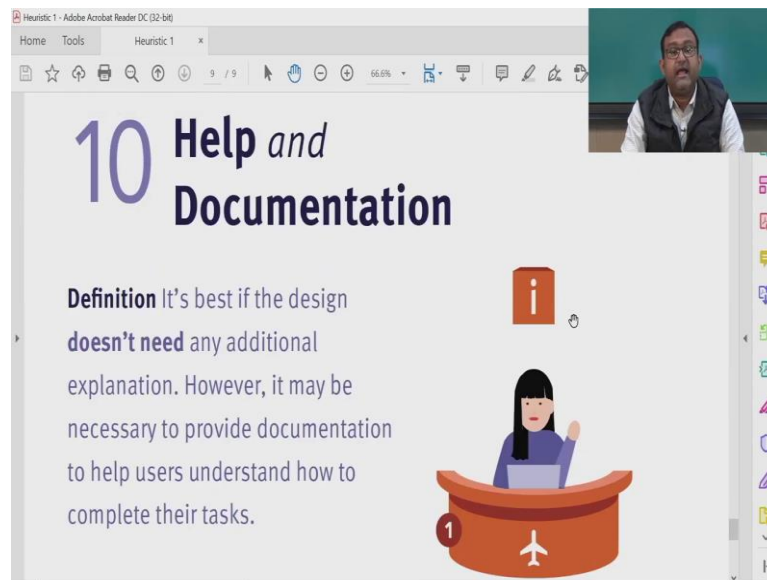 Heuristic 1 - Adobe Acrobat Reader DC (32-bit)
Home Tools Heuristic 1 ×
9 / 9 66.6%
10 Help and
Documentation
i
Definition It's best if the design
doesn't need any additional
explanation. However, it may be
necessary to provide documentation
to help users understand how to
complete their tasks.
1